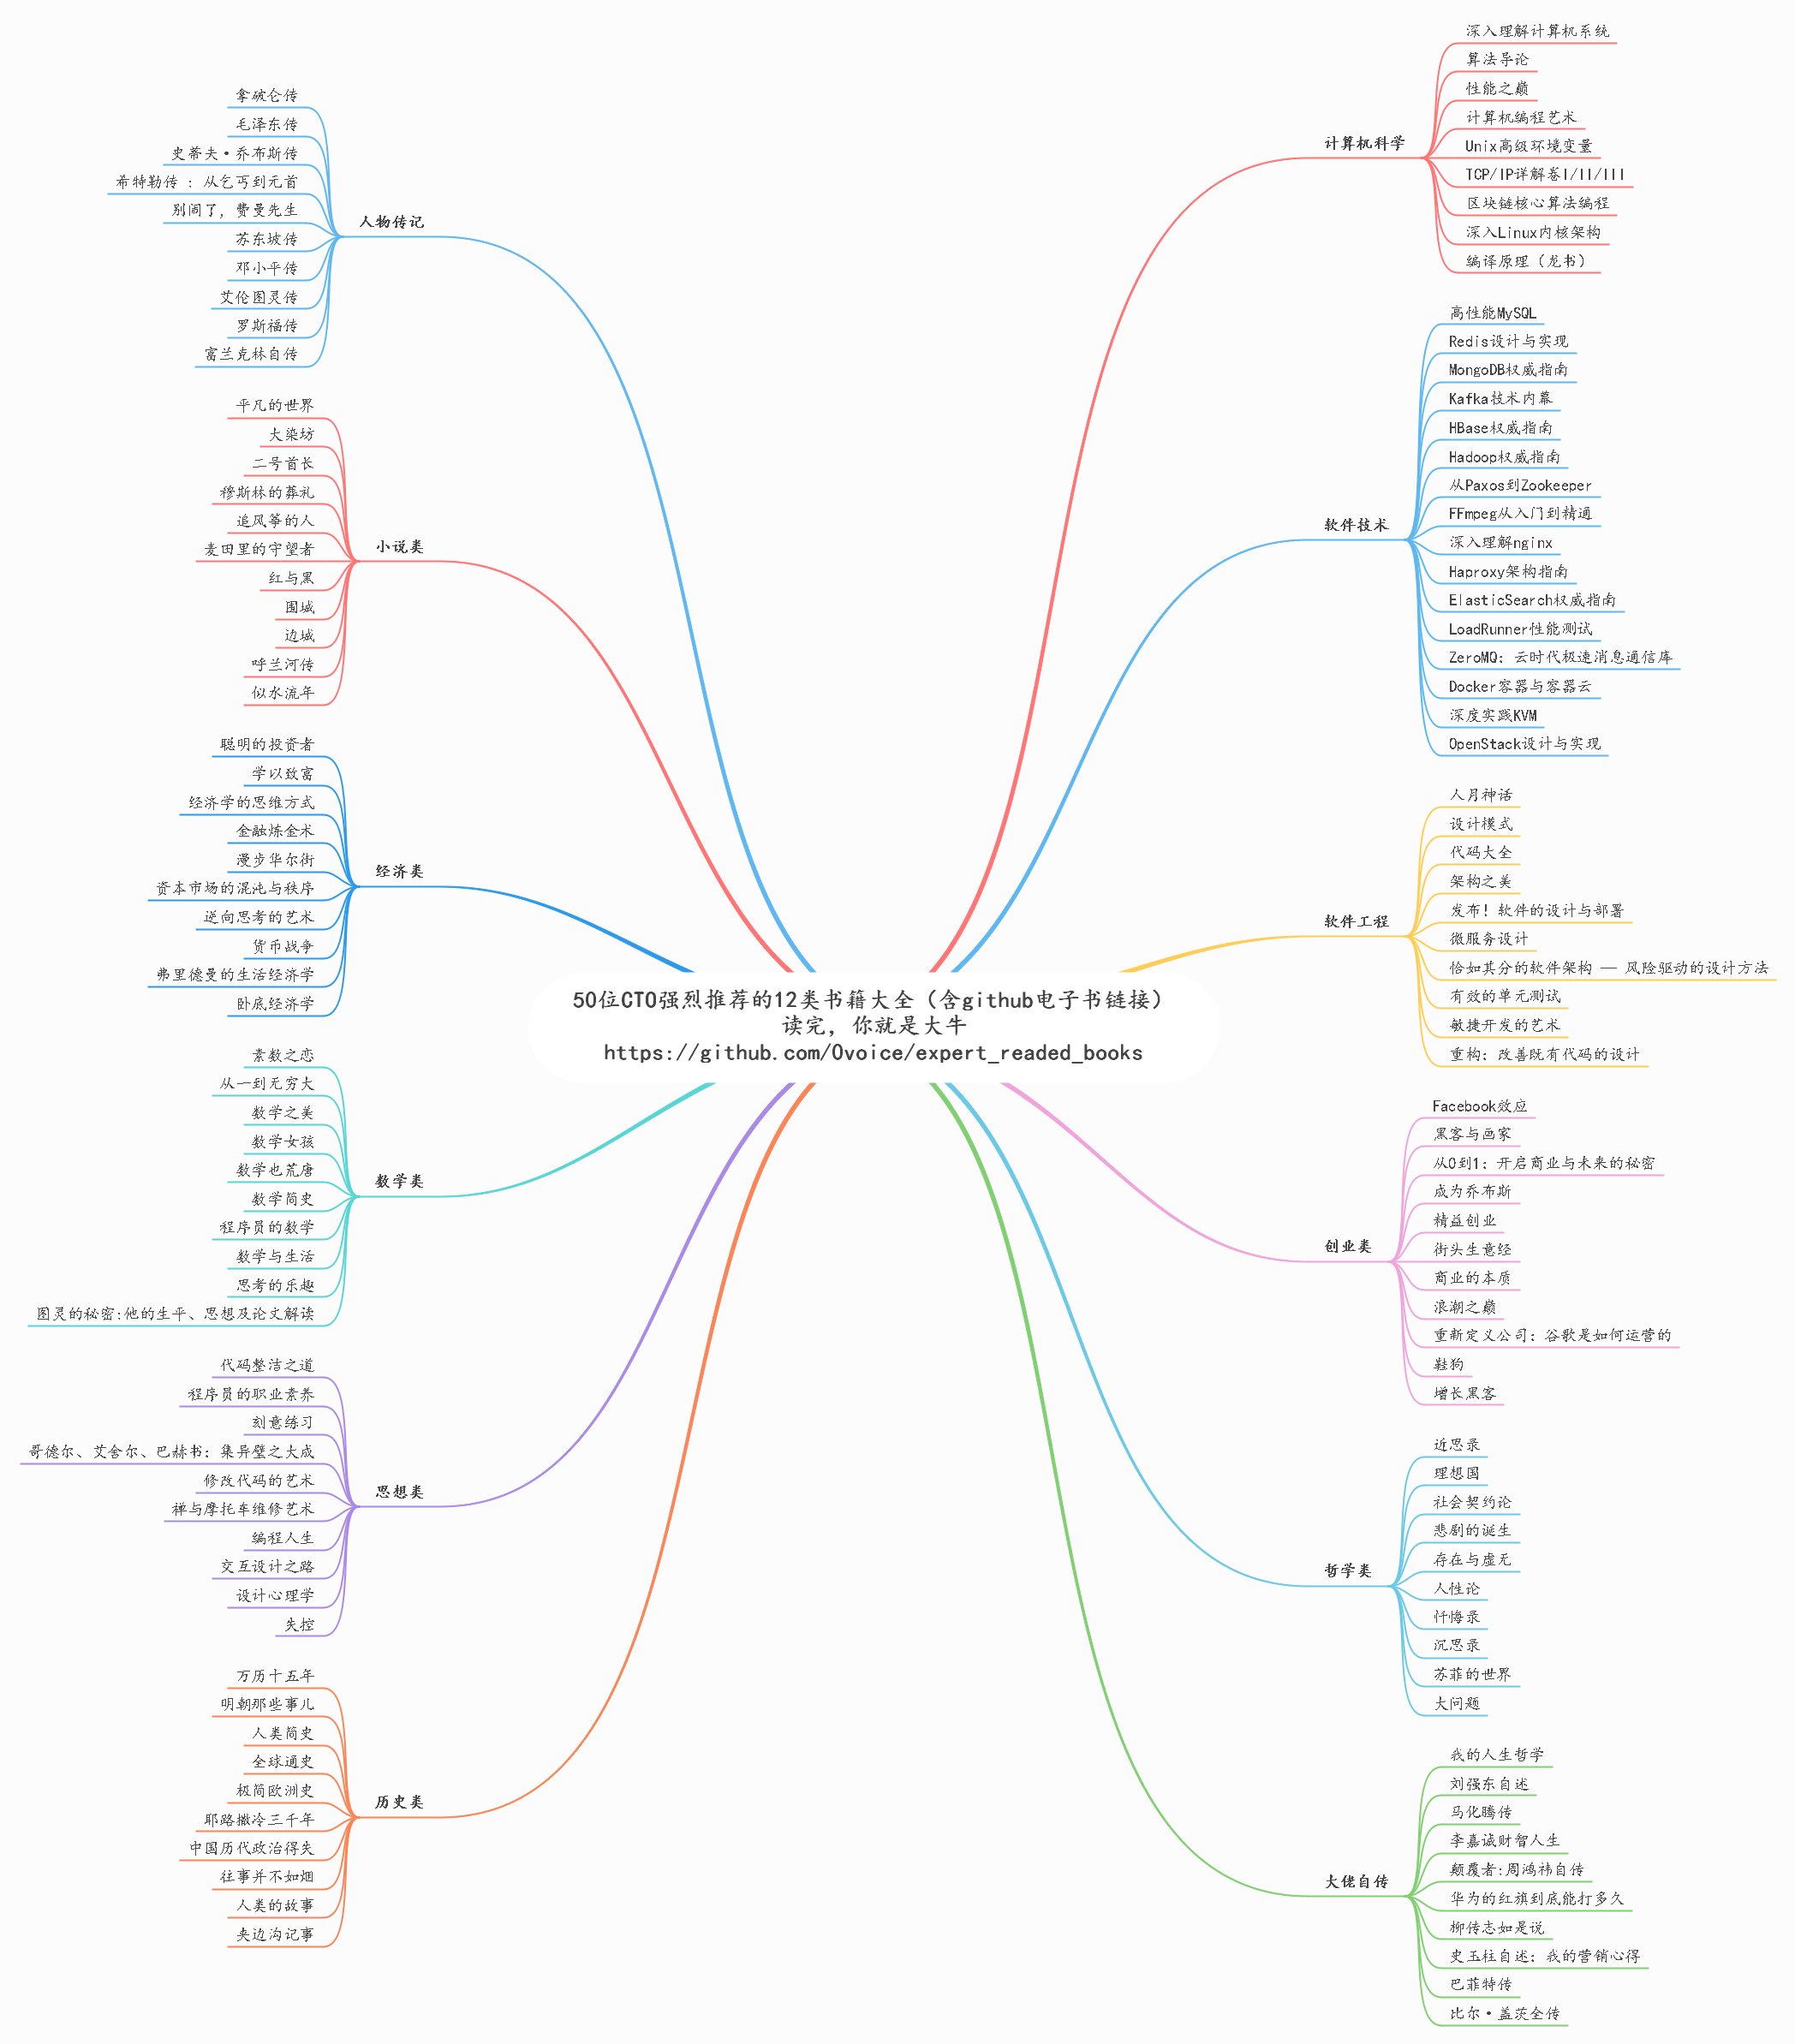 50位CTO强烈推荐的12类书籍大全（含github电子书链接）
读完，你就是大牛
https://github.com/0voice/expert_readed_books
计算机科学
深入理解计算机系统
算法导论
性能之巅
计算机编程艺术
Unix高级环境变量
TCP/IP详解卷I/II/III
区块链核心算法编程
深入Linux内核架构
编译原理（龙书）
软件技术
高性能MySQL
Redis设计与实现
MongoDB权威指南
Kafka技术内幕
HBase权威指南
Hadoop权威指南
从Paxos到Zookeeper
FFmpeg从入门到精通
深入理解nginx
Haproxy架构指南
ElasticSearch权威指南
LoadRunner性能测试
ZeroMQ：云时代极速消息通信库
Docker容器与容器云
深度实践KVM
OpenStack设计与实现
软件工程
人月神话
设计模式
代码大全
架构之美
发布！软件的设计与部署
微服务设计
恰如其分的软件架构 — 风险驱动的设计方法
有效的单元测试
敏捷开发的艺术
重构：改善既有代码的设计
创业类
Facebook效应
黑客与画家
从0到1：开启商业与未来的秘密
成为乔布斯
精益创业
街头生意经
商业的本质
浪潮之巅
重新定义公司：谷歌是如何运营的
鞋狗
增长黑客
哲学类
近思录
理想国
社会契约论
悲剧的诞生
存在与虚无
人性论
忏悔录
沉思录
苏菲的世界
大问题
大佬自传
我的人生哲学
刘强东自述
马化腾传
李嘉诚财智人生
颠覆者:周鸿祎自传
华为的红旗到底能打多久
柳传志如是说
史玉柱自述：我的营销心得
巴菲特传
比尔·盖茨全传
人物传记
拿破仑传
毛泽东传
史蒂夫·乔布斯传
希特勒传 ：从乞丐到元首
别闹了，费曼先生
苏东坡传
邓小平传
艾伦图灵传
罗斯福传
富兰克林自传
小说类
平凡的世界
大染坊
二号首长
穆斯林的葬礼
追风筝的人
麦田里的守望者
红与黑
围城
边城
呼兰河传
似水流年
经济类
聪明的投资者
学以致富
经济学的思维方式
金融炼金术
漫步华尔街
资本市场的混沌与秩序
逆向思考的艺术
货币战争
弗里德曼的生活经济学
卧底经济学
数学类
素数之恋
从一到无穷大
数学之美
数学女孩
数学也荒唐
数学简史
程序员的数学
数学与生活
思考的乐趣
图灵的秘密:他的生平、思想及论文解读
思想类
代码整洁之道
程序员的职业素养
刻意练习
哥德尔、艾舍尔、巴赫书：集异璧之大成
修改代码的艺术
禅与摩托车维修艺术
编程人生
交互设计之路
设计心理学
失控
历史类
万历十五年
明朝那些事儿
人类简史
全球通史
极简欧洲史
耶路撒冷三千年
中国历代政治得失
往事并不如烟
人类的故事
夹边沟记事